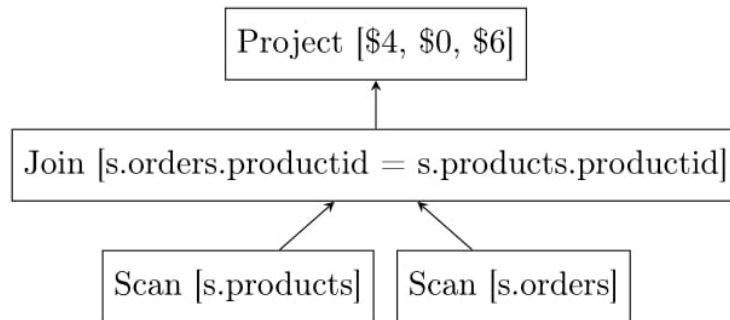 Project [$4, $0, $6]
Join [s.orders.productid = s.products.productid]
Scan [s.products]
Scan [s.orders]